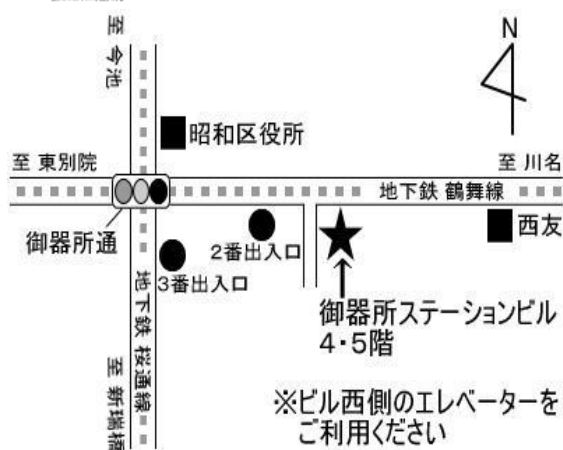 至 今池
N
昭和区役所
至 東別院
至 川名
地下鉄 鶴舞線
御器所通
2番出入口
西友
3番出入口
地下鉄 桜通線
御器所ステーションビル
4・5階
至 新瑞橋
※ビル西側のエレベーターを
ご利用ください